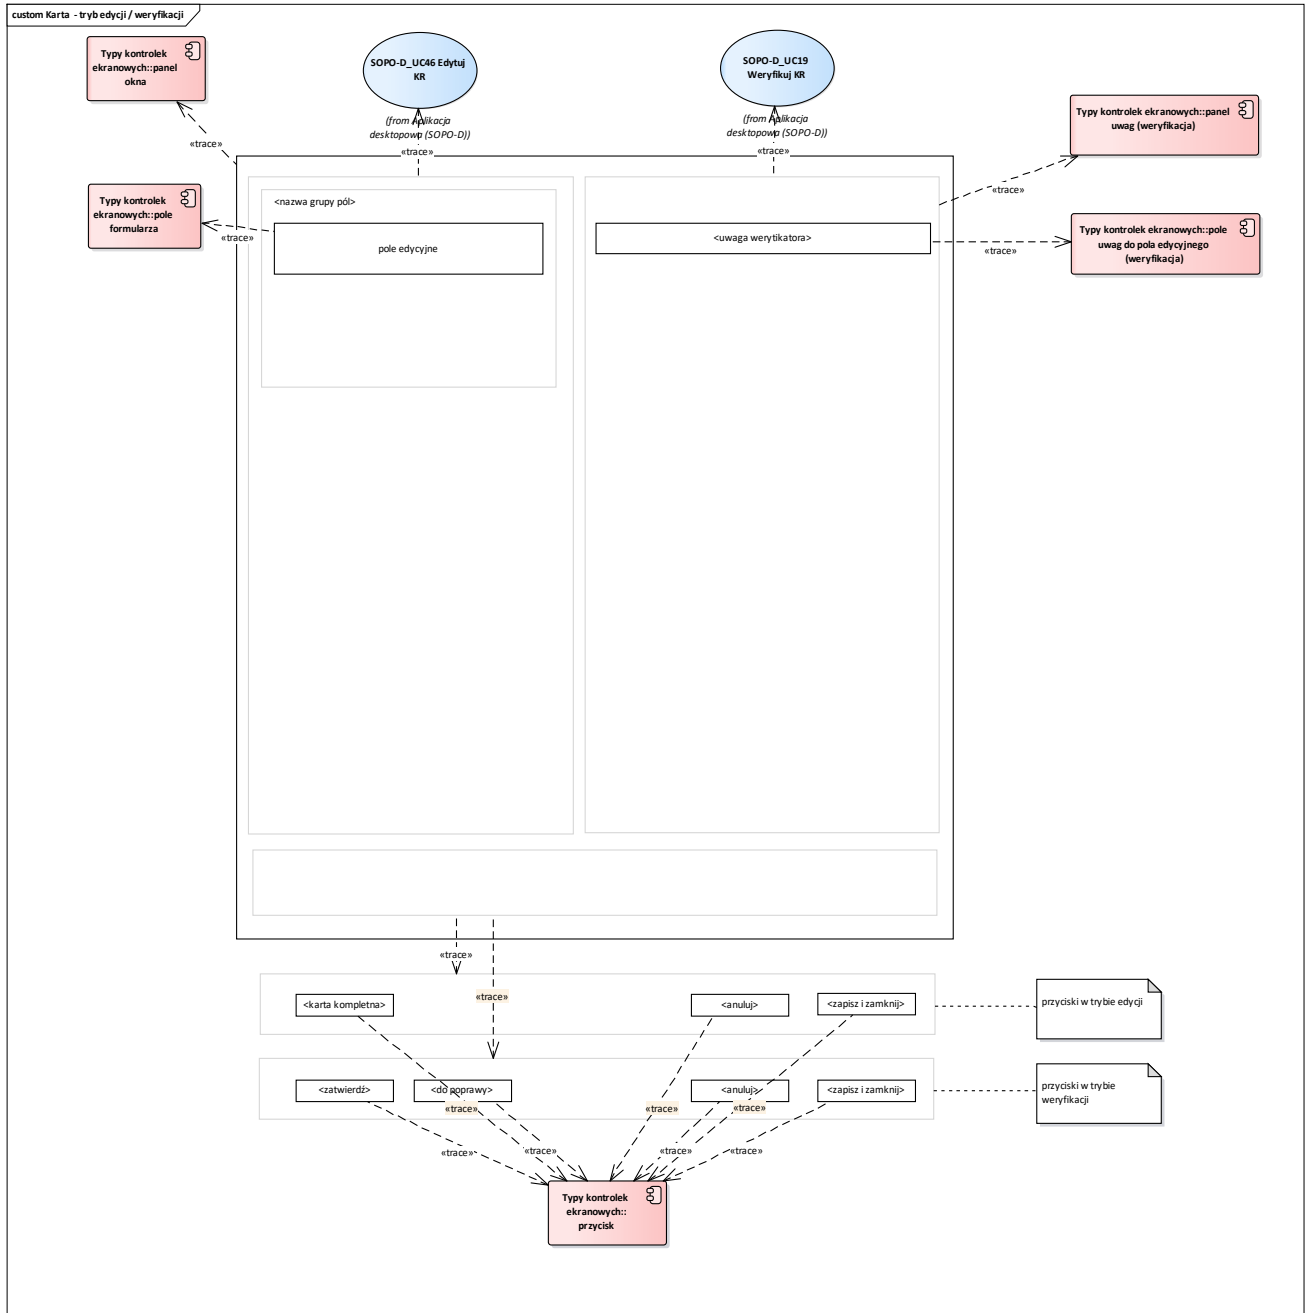 custom Karta - tryb edycji / weryfikacji
Typy kontrolek
ekranowych::panel
okna
SOPO-D_UC46 Edytuj
KR
(from Aplikacja
desktopowa (SOPO-D))
«trace»
SOPO-D_UC19
Weryfikuj KR
(from Aplikacja
desktopowa (SOPO-D))
«trace»
Typy kontrolek ekranowych::panel
uwag (weryfikacja)
«trace»
«trace»
Typy kontrolek
ekranowych::pole
formularza
«trace»
<nazwa grupy pól>
pole edycyjne
<uwaga werytikatora>
«trace»
Typy kontrolek ekranowych::pole
uwag do pola edycyjnego
(weryfikacja)
«trace»
«trace»
<karta kompletna>
<anuluj>
<zapisz i zamknij>
przyciski w trybie edycji
<zatwierdź>
<do poprawy>
<anuluj>
<zapisz i zamknij>
przyciski w trybie
weryfikacji
«trace»
«trace»
«trace»
«trace»
«trace»
«trace»
«trace»
Typy kontrolek
ekranowych::
przycisk